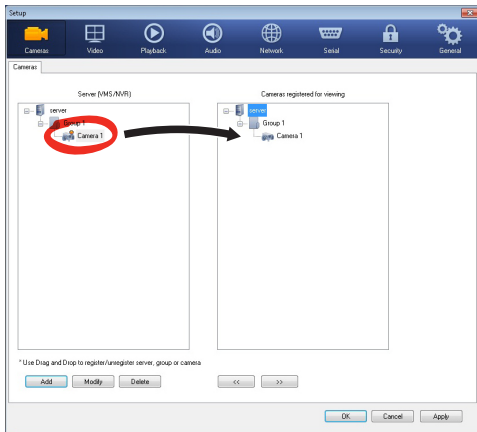 Setup
Cameras Video Playback Audio Network Serial Security General
Cameras
Server (VMS/NVR) Cameras registered for viewing
server server
Group 1 Group 1
Camera 1 Camera 1
* Use Drag and Drop to register/unregister server, group or camera
Add Modify Delete << >>
OK Cancel Apply